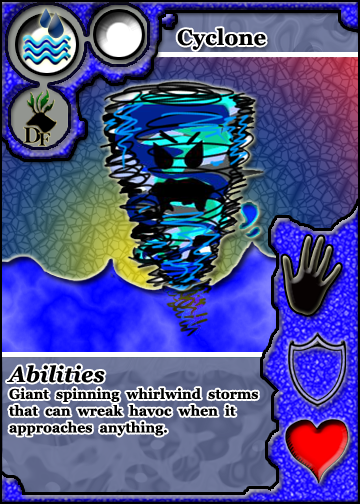 Cyclone
DF
Abilities
Giant spinning whirlwind storms
that can wreak havoc when it
approaches anything.